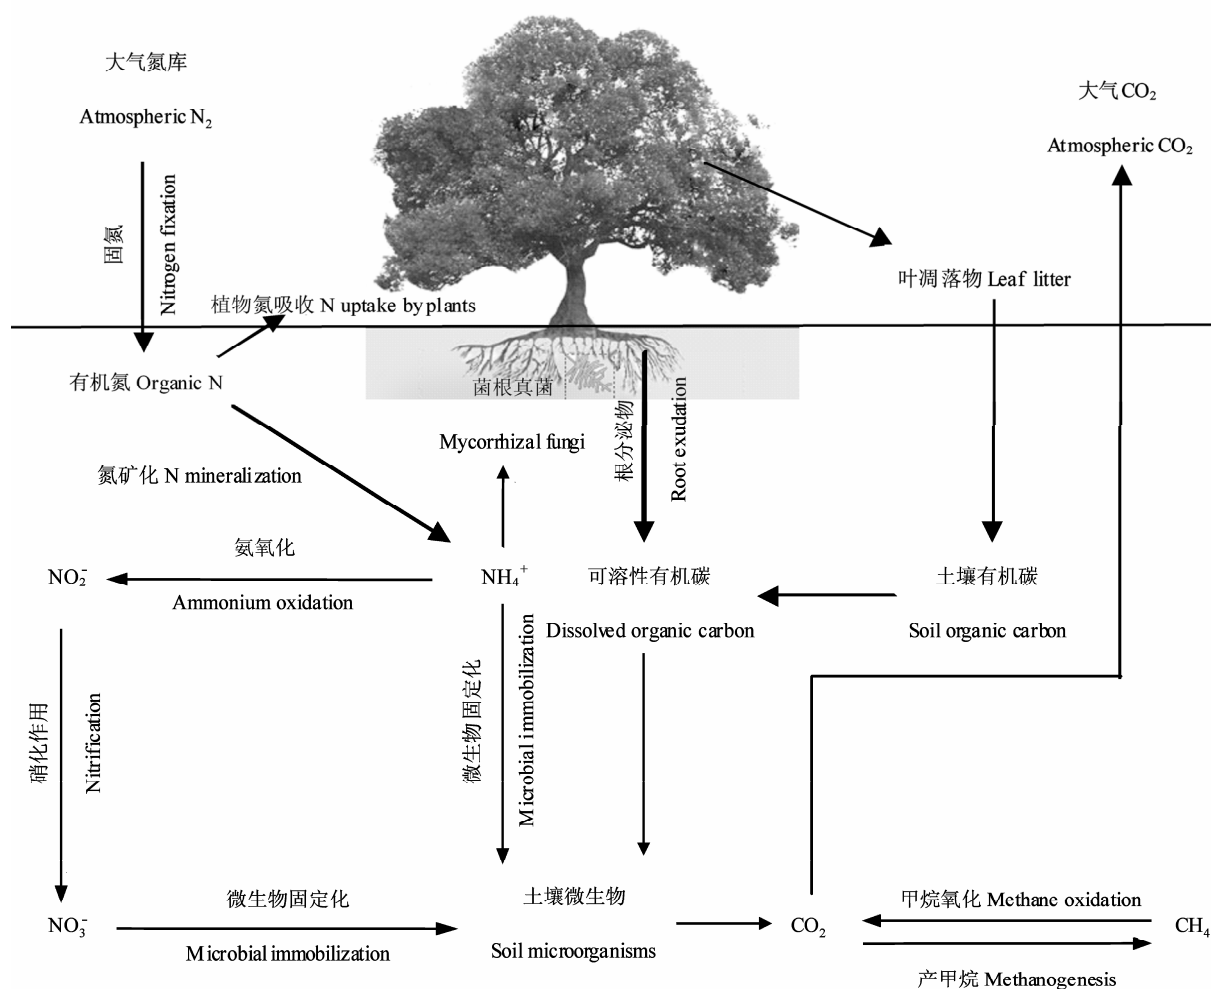 大气氮库
Atmospheric N₂
大气CO₂
Atmospheric CO₂
固氮
Nitrogen fixation
叶凋落物 Leaf litter
植物氮吸收 N uptake by plants
有机氮 Organic N
菌根真菌
Mycorrhizal fungi
根分泌物
Root exudation
氮矿化 N mineralization
氨氧化
Ammonium oxidation
NO₂⁻
NH₄⁺
可溶性有机碳
Dissolved organic carbon
土壤有机碳
Soil organic carbon
硝化作用
Nitrification
微生物固定化
Microbial immobilization
NO₃⁻
微生物固定化
Microbial immobilization
土壤微生物
Soil microorganisms
CO₂
甲烷氧化 Methane oxidation
CH₄
产甲烷 Methanogenesis